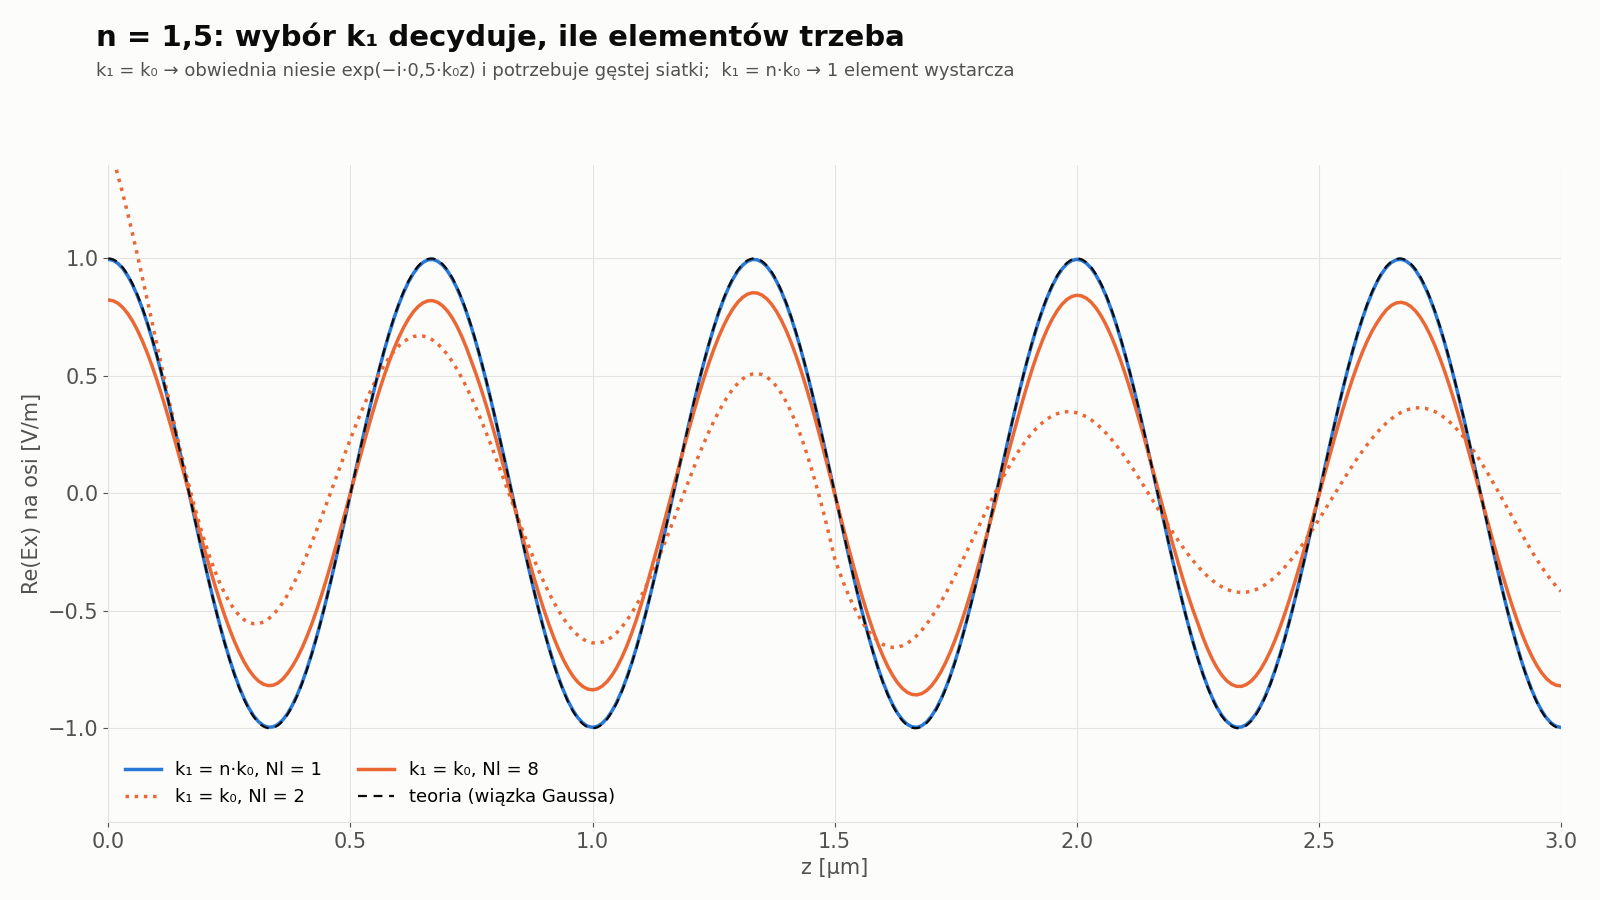 n = 1,5: wybór k₁ decyduje, ile elementów trzeba
k₁ = k₀ → obwiednia niesie exp(−i·0,5·k₀z) i potrzebuje gęstej siatki;  k₁ = n·k₀ → 1 element wystarcza
1.0
0.5
0.0
−0.5
−1.0
Re(Ex) na osi [V/m]
k₁ = n·k₀, Nl = 1
k₁ = k₀, Nl = 2
k₁ = k₀, Nl = 8
teoria (wiązka Gaussa)
0.0 0.5 1.0 1.5 2.0 2.5 3.0
z [µm]